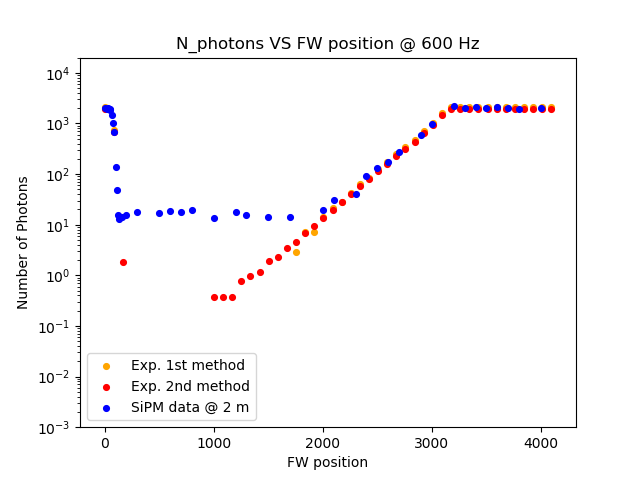 N_photons VS FW position @ 600 Hz
Number of Photons
10^4
10^3
10^2
10^1
10^0
10^-1
10^-2
10^-3
Exp. 1st method
Exp. 2nd method
SiPM data @ 2 m
0 1000 2000 3000 4000
FW position